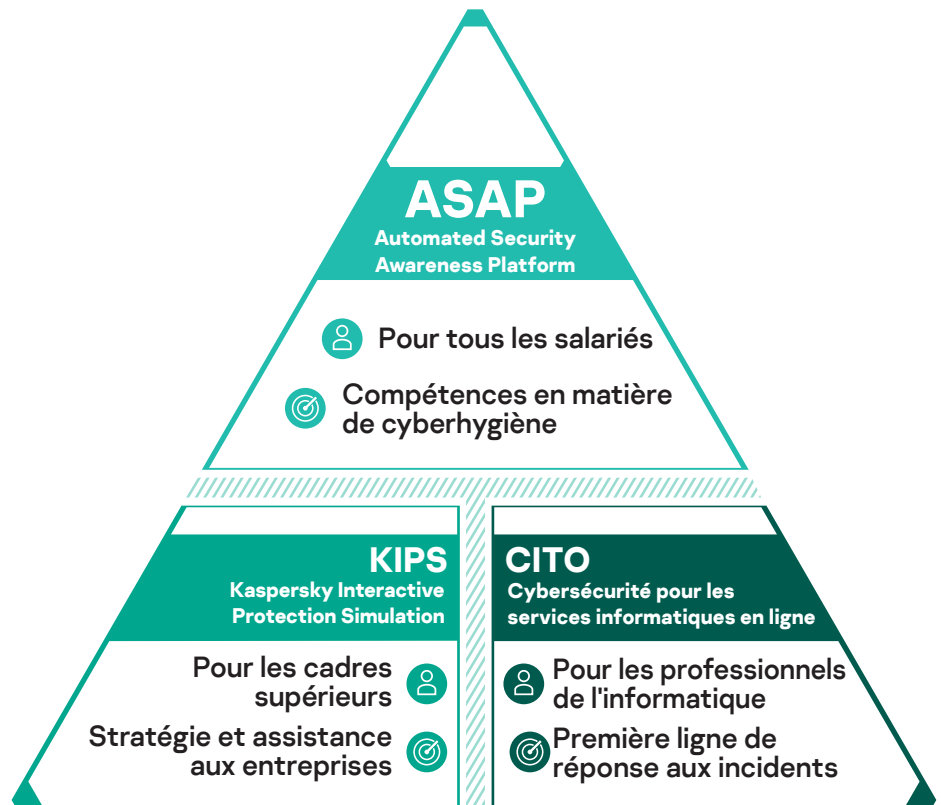 ASAP
Automated Security
Awareness Platform
Pour tous les salariés
Compétences en matière
de cyberhygiène
KIPS
Kaspersky Interactive
Protection Simulation
Pour les cadres
supérieurs
Stratégie et assistance
aux entreprises
CITO
Cybersécurité pour les
services informatiques en ligne
Pour les professionnels
de l'informatique
Première ligne de
réponse aux incidents